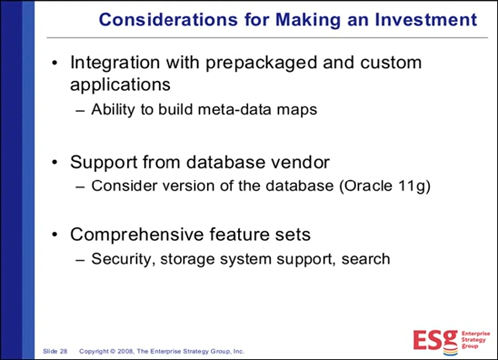 Considerations for Making an Investment
• Integration with prepackaged and custom
applications
– Ability to build meta-data maps
• Support from database vendor
– Consider version of the database (Oracle 11g)
• Comprehensive feature sets
– Security, storage system support, search
Slide 28 Copyright © 2008, The Enterprise Strategy Group, Inc.
ESg Enterprise
Strategy
Group